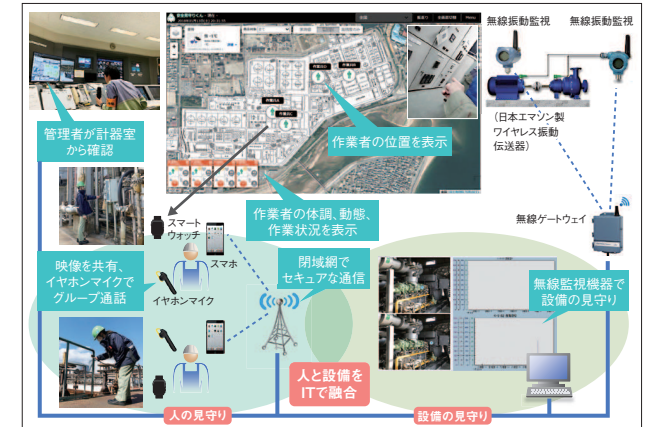 無線振動監視
無線振動監視
（日本エマソン製
ワイヤレス振動
伝送器）
管理者が計器室
から確認
Menu
作業者の位置を表示
作業者の体調、動態、
作業状況を表示
無線ゲートウェイ
スマート
ウォッチ
スマホ
映像を共有、
イヤホンマイクで
グループ通話
イヤホンマイク
閉域網で
セキュアな通信
無線監視機器で
設備の見守り
人と設備を
ITで融合
人の見守り
設備の見守り